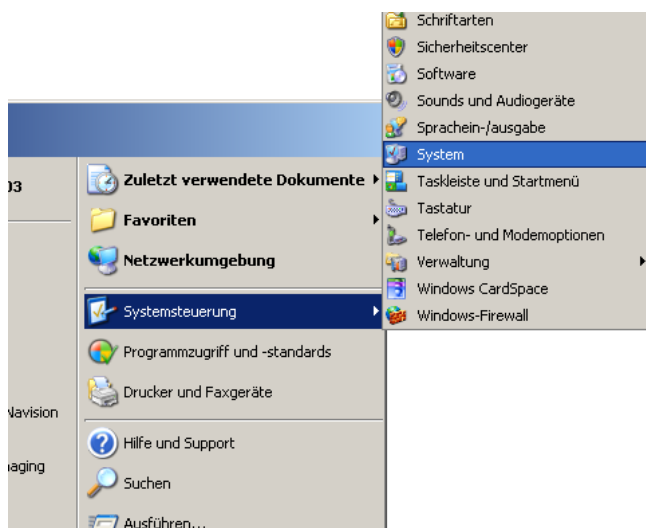 Schriftarten
Sicherheitscenter
Software
Sounds und Audiogeräte
Sprachein-/ausgabe
System
Taskleiste und Startmenü
Tastatur
Telefon- und Modemoptionen
Verwaltung
Windows CardSpace
Windows-Firewall
03
Zuletzt verwendete Dokumente
Favoriten
Netzwerkumgebung
Systemsteuerung
Programmzugriff und -standards
Drucker und Faxgeräte
Navision
Hilfe und Support
aging
Suchen
Ausführen...